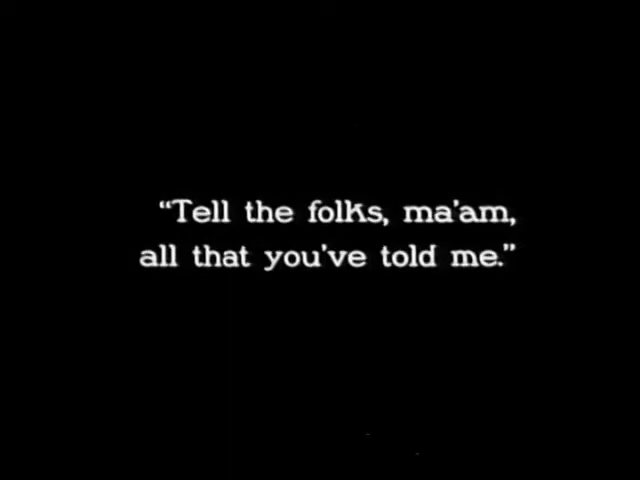 “Tell the folks, ma'am,
all that you've told me.”